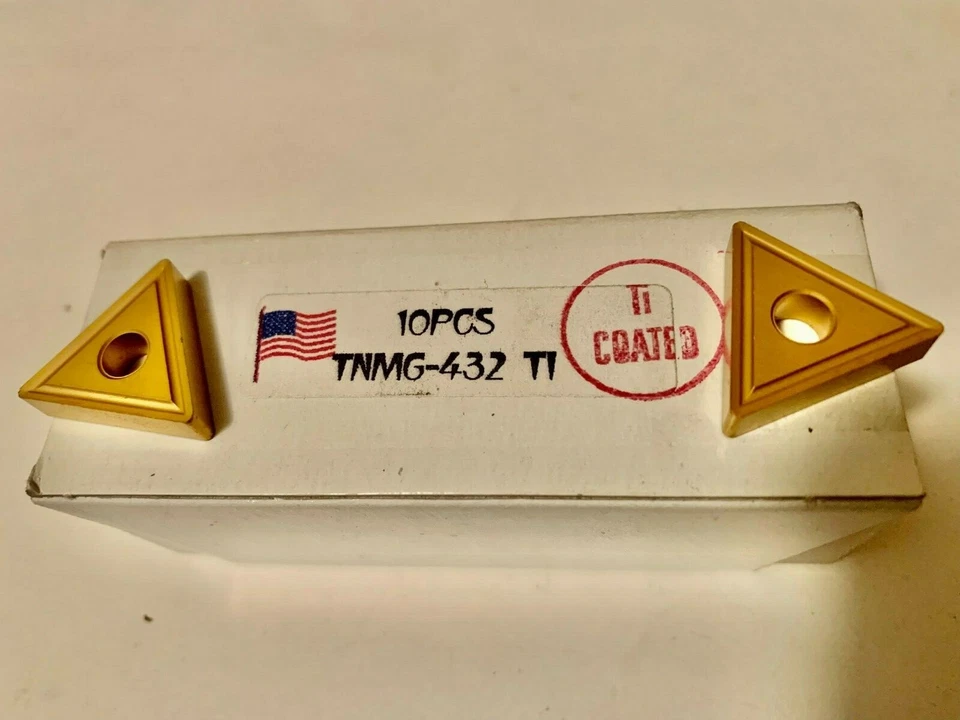 10PCS
TNMG-432 TI
Ti
COATED